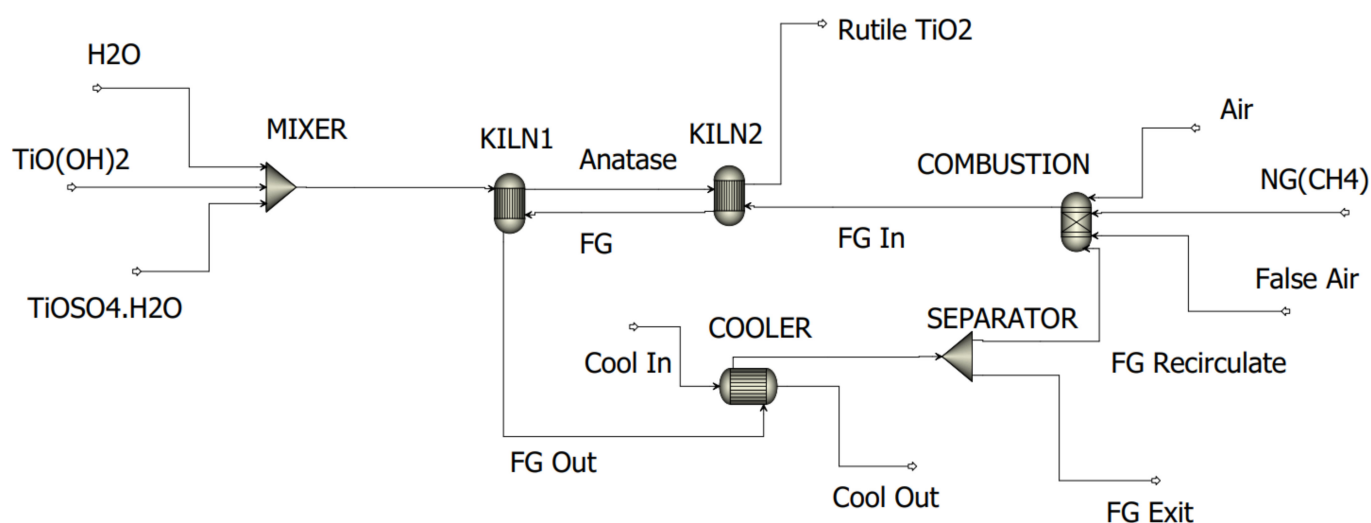 Rutile TiO2
H2O
Air
MIXER
KILN1
KILN2
TiO(OH)2
Anatase
COMBUSTION
NG(CH4)
FG
FG In
TiOSO4.H2O
False Air
COOLER
SEPARATOR
Cool In
FG Recirculate
FG Out
Cool Out
FG Exit